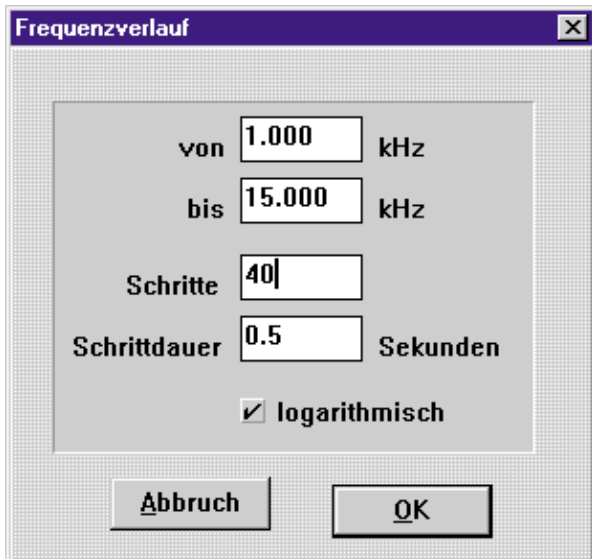 Frequenzverlauf
von 1.000 kHz
bis 15.000 kHz
Schritte 40
Schrittdauer 0.5 Sekunden
logarithmisch
Abbruch OK